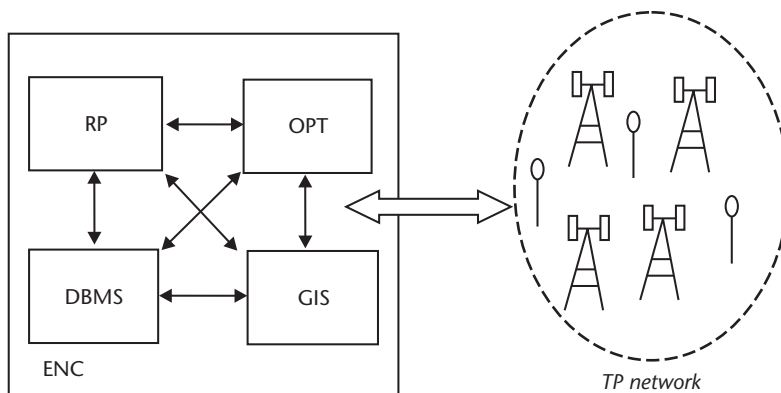 RP
OPT
DBMS
GIS
ENC
TP network